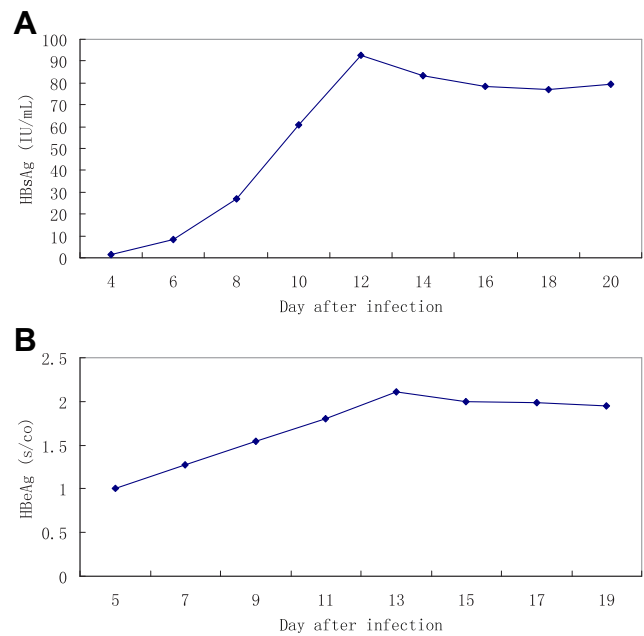 A
100
90
80
70
60
50
40
30
20
10
0
HBsAg (IU/mL)
4 6 8 10 12 14 16 18 20
Day after infection
B
2.5
2
1.5
1
0.5
0
HBeAg (s/co)
5 7 9 11 13 15 17 19
Day after infection